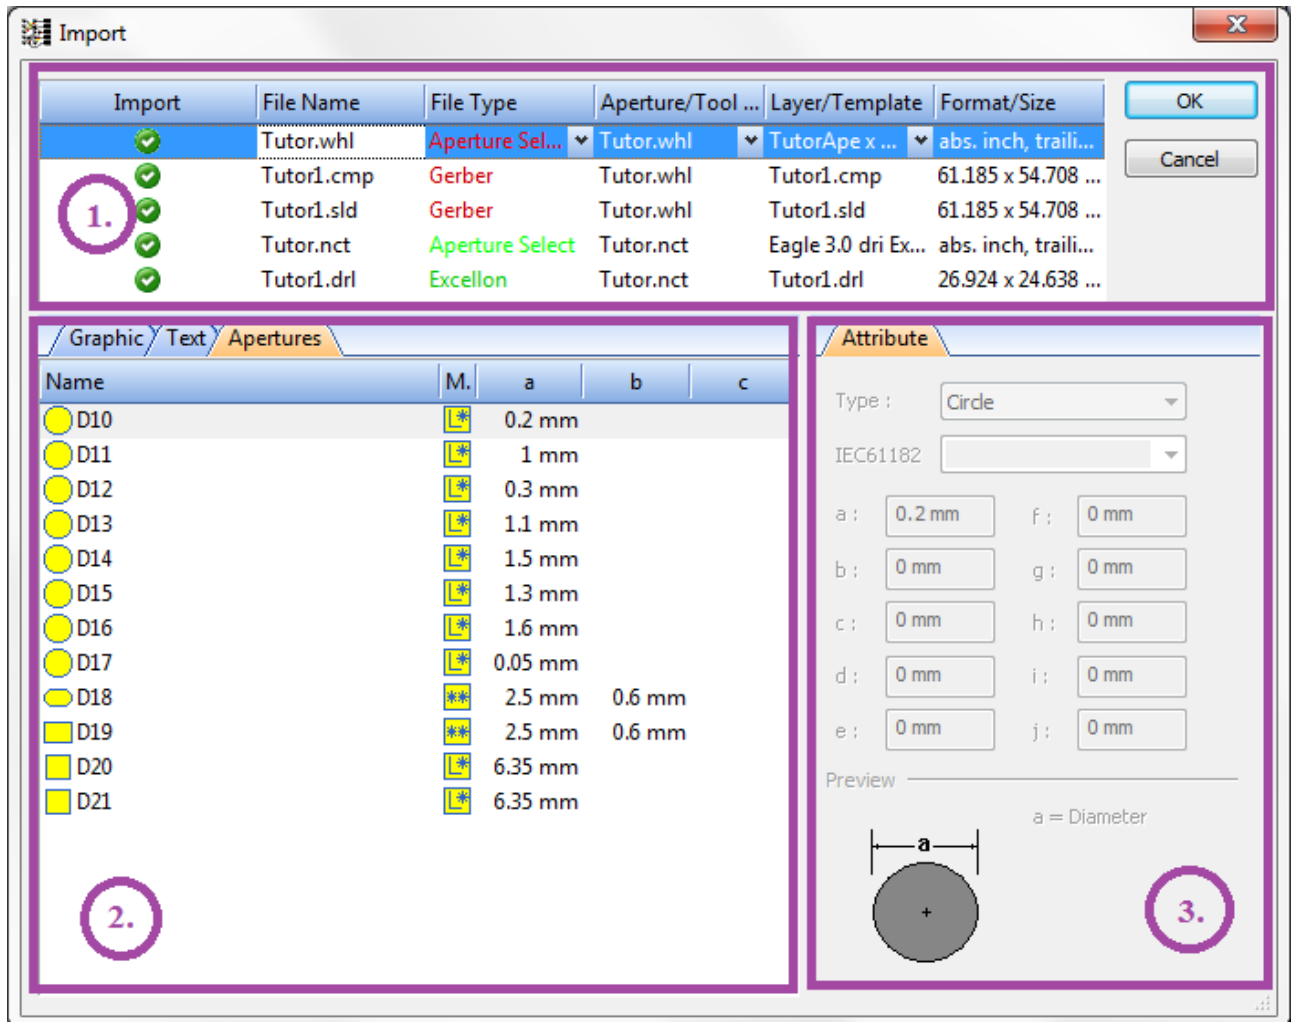 Import
Import File Name File Type Aperture/Tool ... Layer/Template Format/Size OK
Tutor.whl Aperture Sel... Tutor.whl TutorApe x ... abs. inch, traili...
Cancel
Tutor1.cmp Gerber Tutor.whl Tutor1.cmp 61.185 x 54.708 ...
1.
Tutor1.sld Gerber Tutor.whl Tutor1.sld 61.185 x 54.708 ...
Tutor.nct Aperture Select Tutor.nct Eagle 3.0 dri Ex... abs. inch, traili...
Tutor1.drl Excellon Tutor.nct Tutor1.drl 26.924 x 24.638 ...
Graphic Text Apertures
Name M. a b c
D10 L* 0.2 mm
D11 L* 1 mm
D12 L* 0.3 mm
D13 L* 1.1 mm
D14 L* 1.5 mm
D15 L* 1.3 mm
D16 L* 1.6 mm
D17 L* 0.05 mm
D18 ** 2.5 mm 0.6 mm
D19 ** 2.5 mm 0.6 mm
D20 L* 6.35 mm
D21 L* 6.35 mm
2.
Attribute
Type : Circle
IEC61182
a : 0.2 mm f : 0 mm
b : 0 mm g : 0 mm
c : 0 mm h : 0 mm
d : 0 mm i : 0 mm
e : 0 mm j : 0 mm
Preview
a = Diameter
a
3.